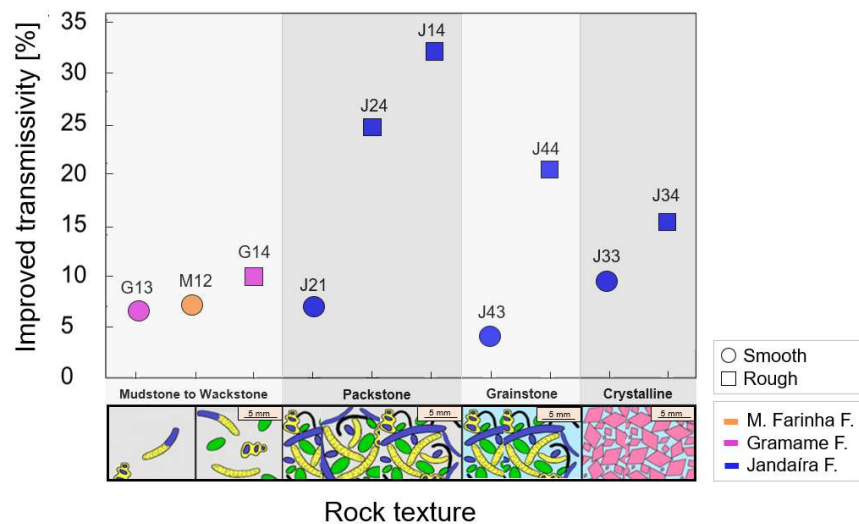 Improved transmissivity [%]
35
30
25
20
15
10
5
0
J14
J24
J44
J34
G14
G13
M12
J21
J33
J43
Mudstone to Wackstone
Packstone
Grainstone
Crystalline
5 mm
5 mm
5 mm
5 mm
Rock texture
Smooth
Rough
M. Farinha F.
Gramame F.
Jandaíra F.